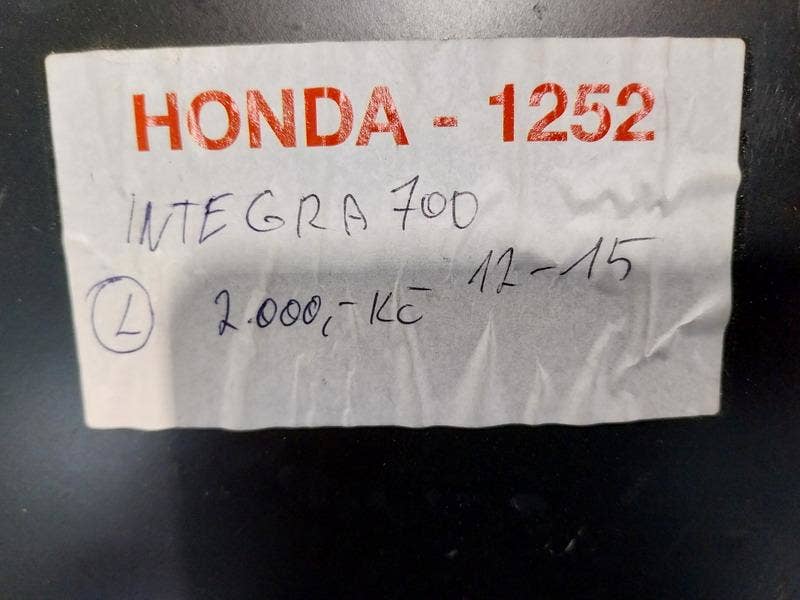 HONDA - 1252
INTEGRA 700
12-15
L 2.000,- Kč